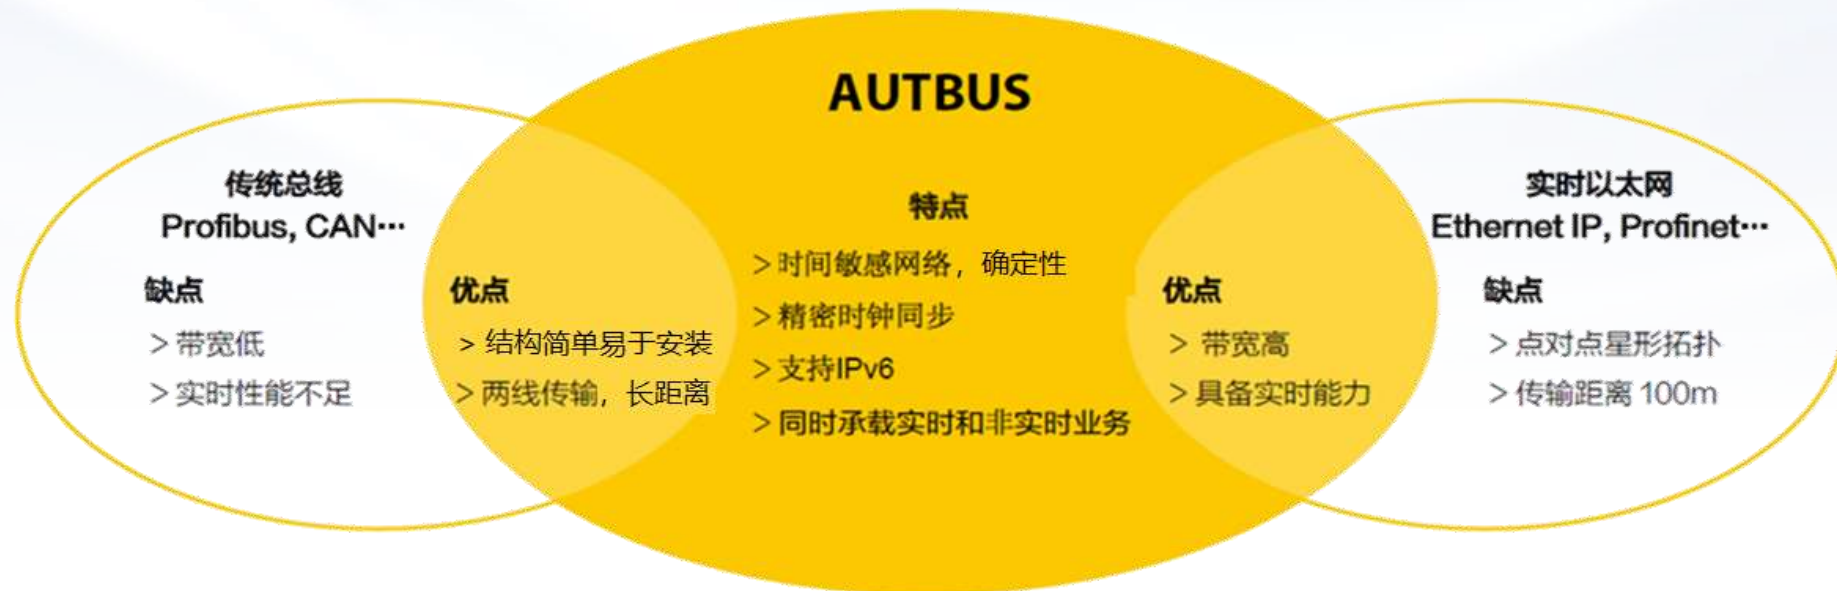 AUTBUS
传统总线
Profibus, CAN…
缺点
> 带宽低
> 实时性能不足
优点
> 结构简单易于安装
> 两线传输，长距离
特点
> 时间敏感网络，确定性
> 精密时钟同步
> 支持IPv6
> 同时承载实时和非实时业务
优点
> 带宽高
> 具备实时能力
实时以太网
Ethernet IP, Profinet…
缺点
> 点对点星形拓扑
> 传输距离 100m